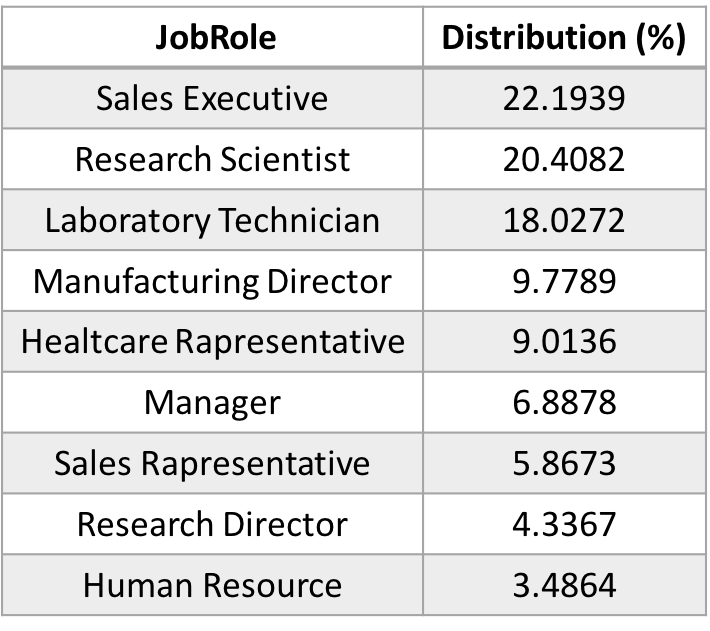 JobRole Distribution (%)
Sales Executive 22.1939
Research Scientist 20.4082
Laboratory Technician 18.0272
Manufacturing Director 9.7789
Healtcare Rapresentative 9.0136
Manager 6.8878
Sales Rapresentative 5.8673
Research Director 4.3367
Human Resource 3.4864